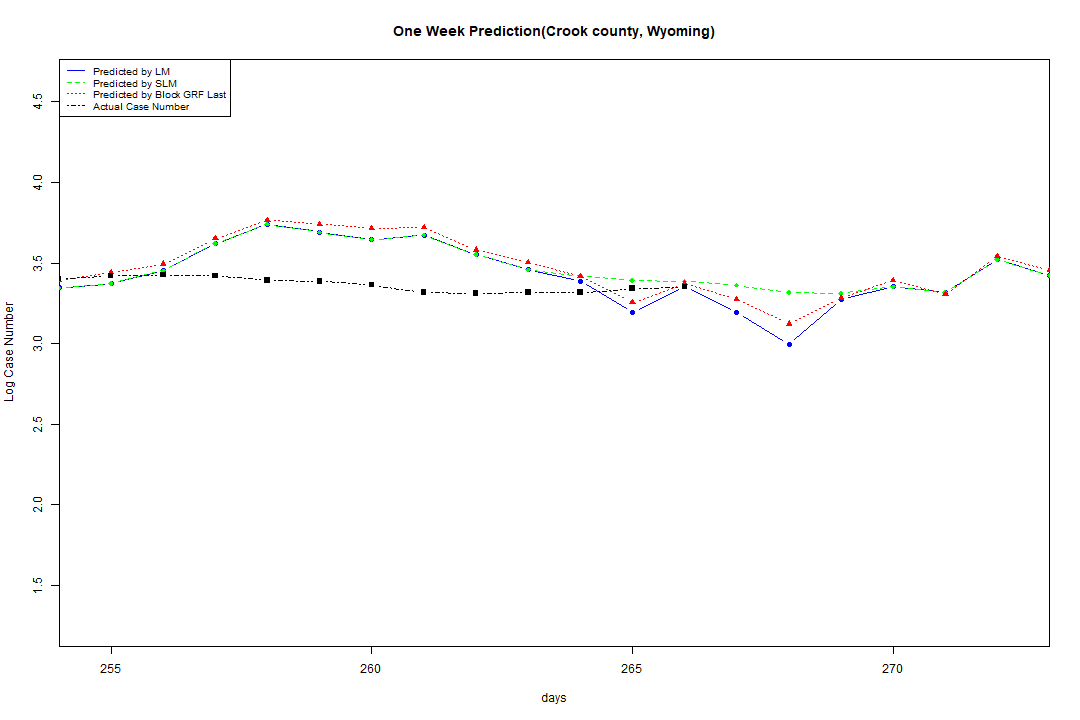 One Week Prediction(Crook county, Wyoming)
Predicted by LM
Predicted by SLM
Predicted by Block GRF Last
Actual Case Number
4.5
4.0
3.5
3.0
2.5
2.0
1.5
Log Case Number
255
260
265
270
days